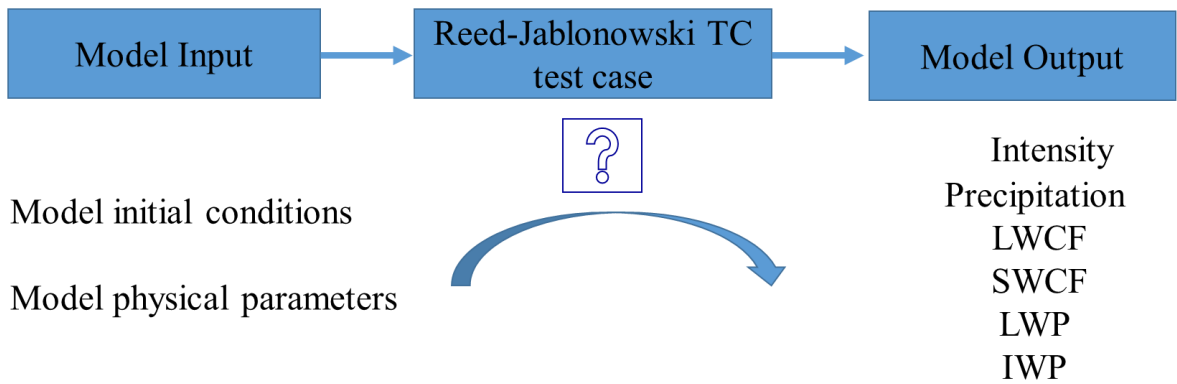 Model Input
Reed-Jablonowski TC
test case
Model Output
?
Model initial conditions
Model physical parameters
Intensity
Precipitation
LWCF
SWCF
LWP
IWP